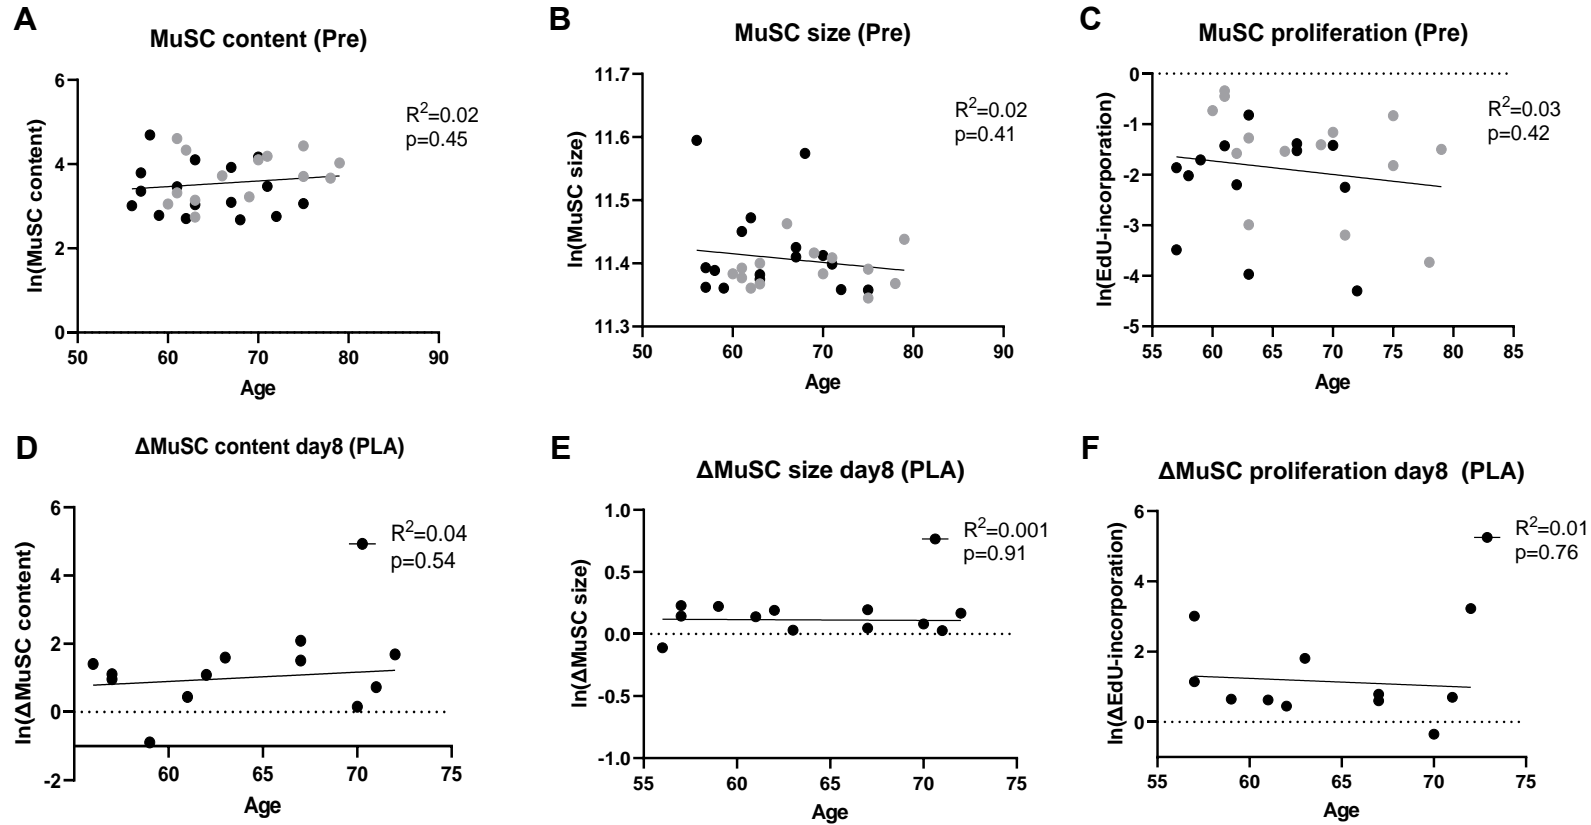 A
MuSC content (Pre)
ln(MuSC content)
6
4
2
0
50 60 70 80 90
Age
R²=0.02
p=0.45
B
MuSC size (Pre)
ln(MuSC size)
11.7
11.6
11.5
11.4
11.3
50 60 70 80 90
Age
R²=0.02
p=0.41
C
MuSC proliferation (Pre)
ln(EdU-incorporation)
0
-1
-2
-3
-4
-5
55 60 65 70 75 80 85
Age
R²=0.03
p=0.42
D
ΔMuSC content day8 (PLA)
ln(ΔMuSC content)
6
4
2
0
-2
60 65 70 75
Age
R²=0.04
p=0.54
E
ΔMuSC size day8 (PLA)
ln(ΔMuSC size)
1.0
0.5
0.0
-0.5
-1.0
55 60 65 70 75
Age
R²=0.001
p=0.91
F
ΔMuSC proliferation day8 (PLA)
ln(ΔEdU-incorporation)
6
4
2
0
55 60 65 70 75
Age
R²=0.01
p=0.76